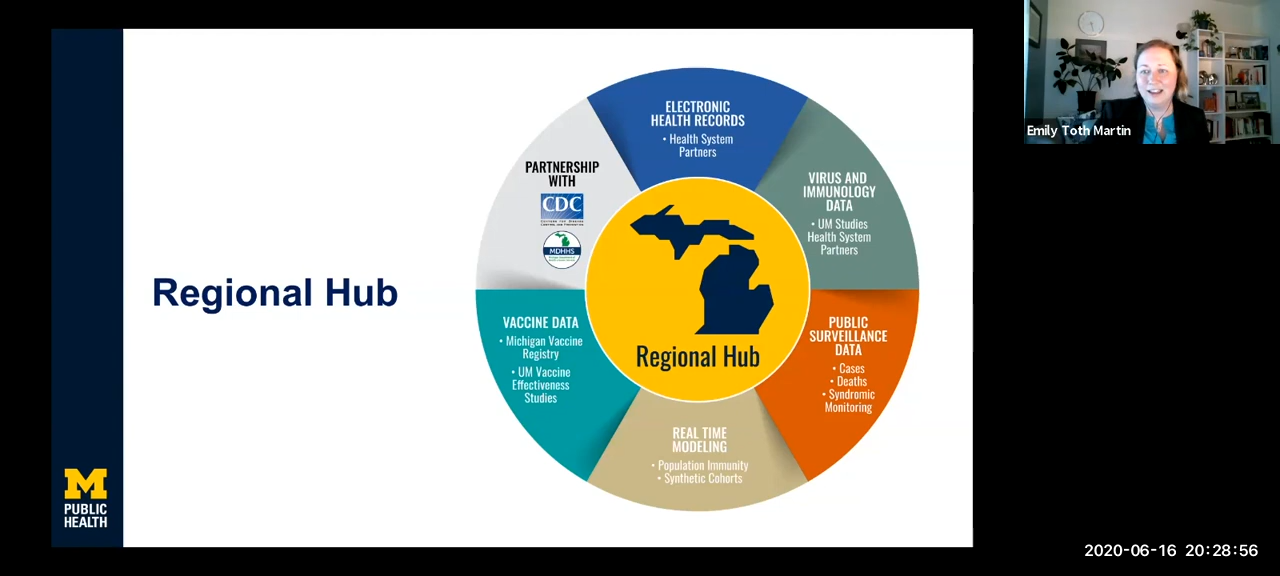 Regional Hub
M
PUBLIC
HEALTH
ELECTRONIC
HEALTH RECORDS
• Health System
Partners
VIRUS AND
IMMUNOLOGY
DATA
• UM Studies
Health System
Partners
PUBLIC
SURVEILLANCE
DATA
• Cases
• Deaths
• Syndromic
Monitoring
REAL TIME
MODELING
• Population Immunity
• Synthetic Cohorts
VACCINE DATA
• Michigan Vaccine
Registry
• UM Vaccine
Effectiveness
Studies
PARTNERSHIP
WITH
CDC
MDHHS
Regional Hub
Emily Toth Martin
2020-06-16 20:28:56